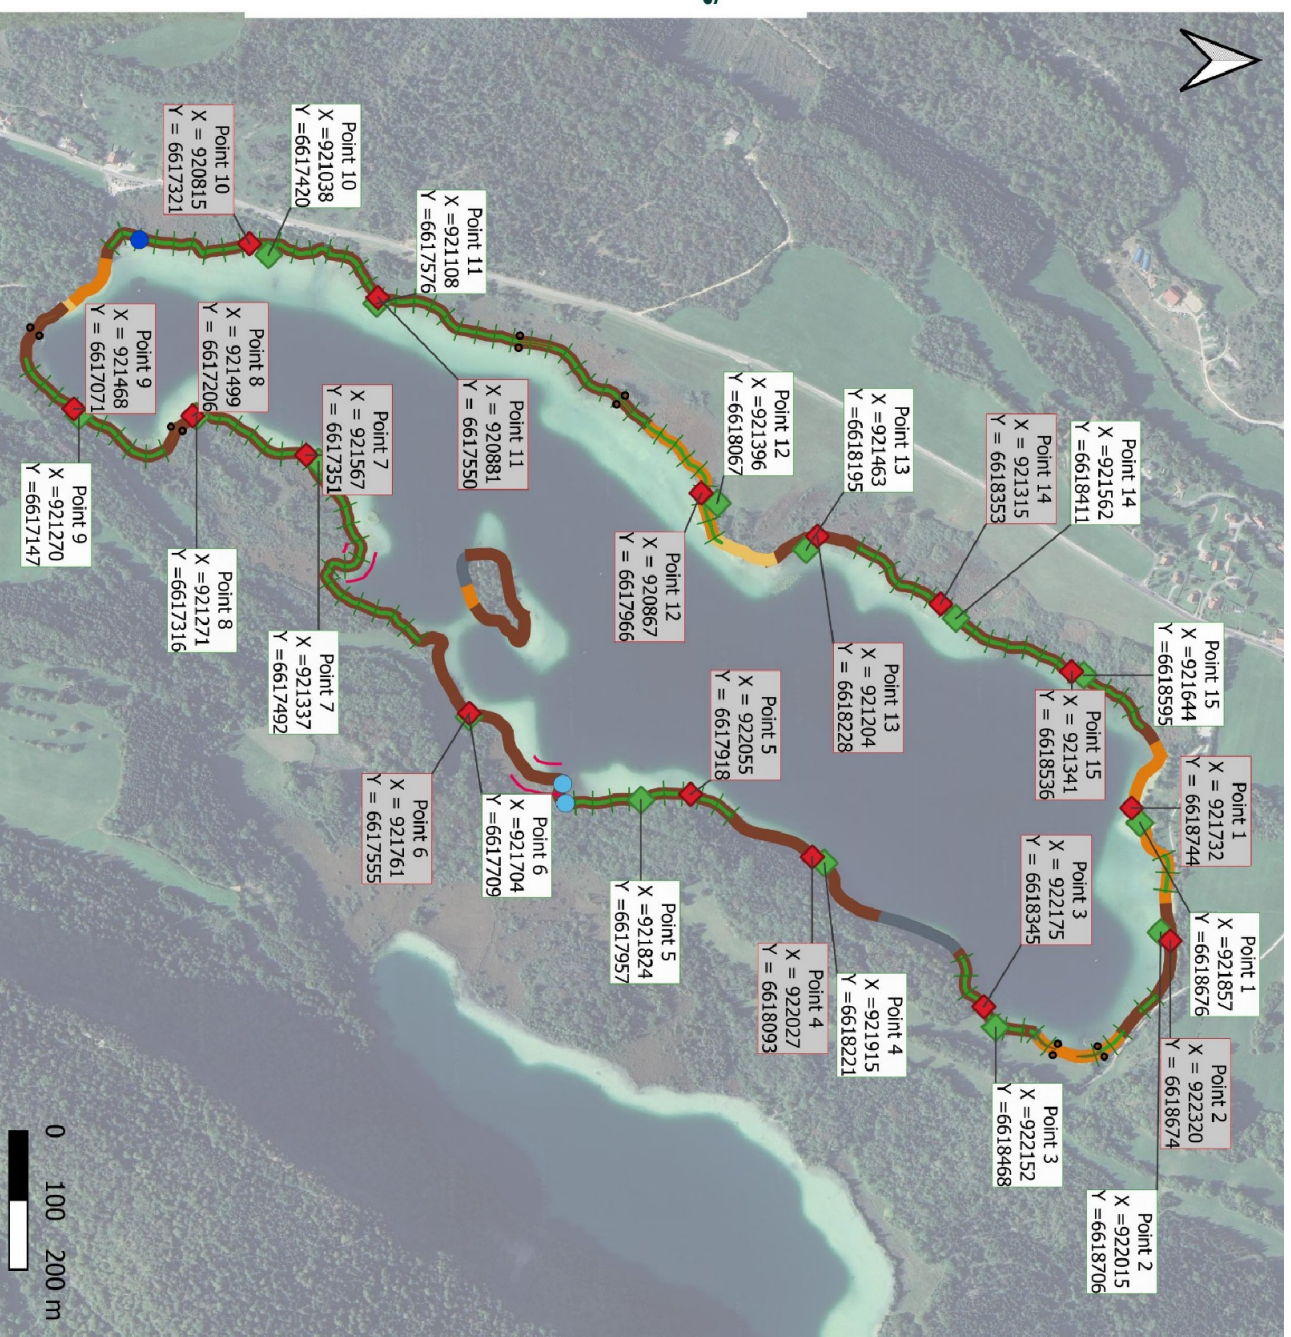 Point 1
X = 921732
Y = 6618744
Point 1
X =921857
Y =6618676
Point 15
X =921644
Y =6618595
Point 2
X = 922320
Y = 6618674
Point 2
X =922015
Y =6618706
Point 14
X =921562
Y =6618411
Point 15
X = 921341
Y = 6618536
Point 3
X = 922175
Y = 6618345
Point 14
X = 921315
Y = 6618353
Point 3
X =922152
Y =6618468
Point 13
X =921463
Y =6618195
Point 13
X = 921204
Y = 6618228
Point 4
X =921915
Y =6618221
Point 4
X = 922027
Y = 6618093
Point 12
X =921396
Y =6618067
Point 5
X = 922055
Y = 6617918
Point 12
X = 920867
Y = 6617966
Point 5
X =921824
Y =6617957
Point 6
X =921704
Y =6617709
Point 11
X = 920881
Y = 6617550
Point 11
X =921108
Y =6617576
Point 6
X = 921761
Y = 6617555
Point 7
X = 921567
Y = 6617351
Point 10
X =921038
Y =6617420
Point 7
X =921337
Y =6617492
Point 8
X = 921499
Y = 6617206
Point 10
X = 920815
Y = 6617321
Point 8
X =921271
Y =6617316
Point 9
X = 921468
Y = 6617071
Point 9
X =921270
Y =6617147
0 100 200 m